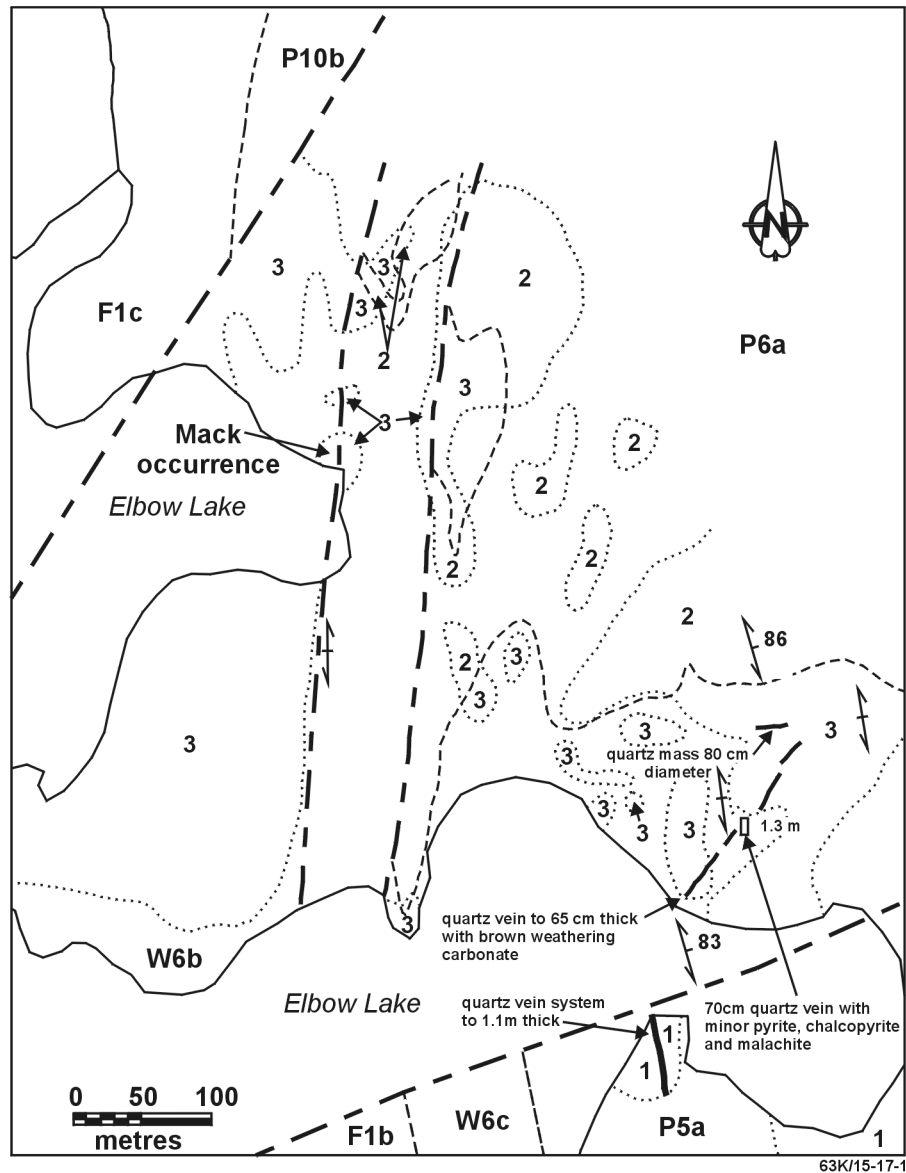 P10b
N
3
3
2
F1c
3
P6a
2
3
3
Mack
occurrence
2
2
Elbow Lake
2
2
2
86
2
3
3
3
3
3
quartz mass 80 cm
diameter
3
3
3
3
1.3 m
3
quartz vein to 65 cm thick
with brown weathering
carbonate
83
W6b
Elbow Lake
quartz vein system
to 1.1m thick
70cm quartz vein with
minor pyrite, chalcopyrite
and malachite
1
1
0 50 100
metres
F1b
W6c
P5a
1
63K/15-17-1